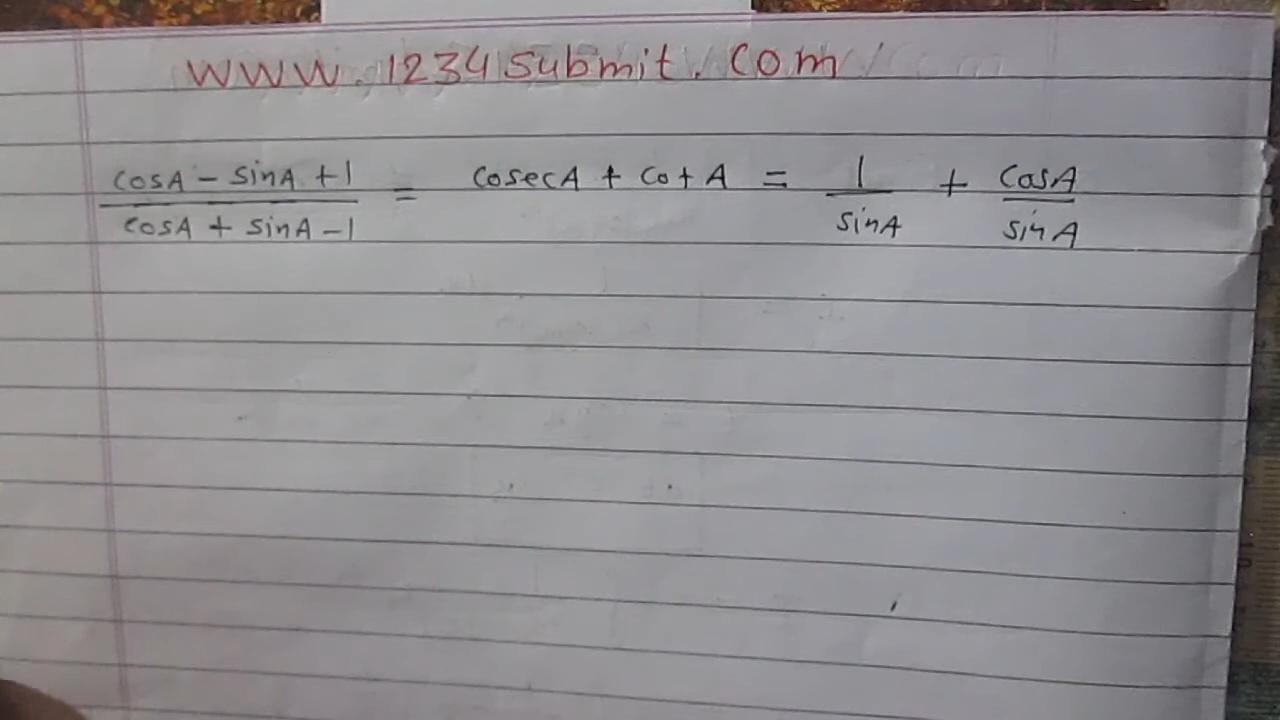 www.1234submit.com
cosA - sinA + 1 / cosA + sinA - 1 = cosecA + cotA = 1 / sinA + cosA / sinA